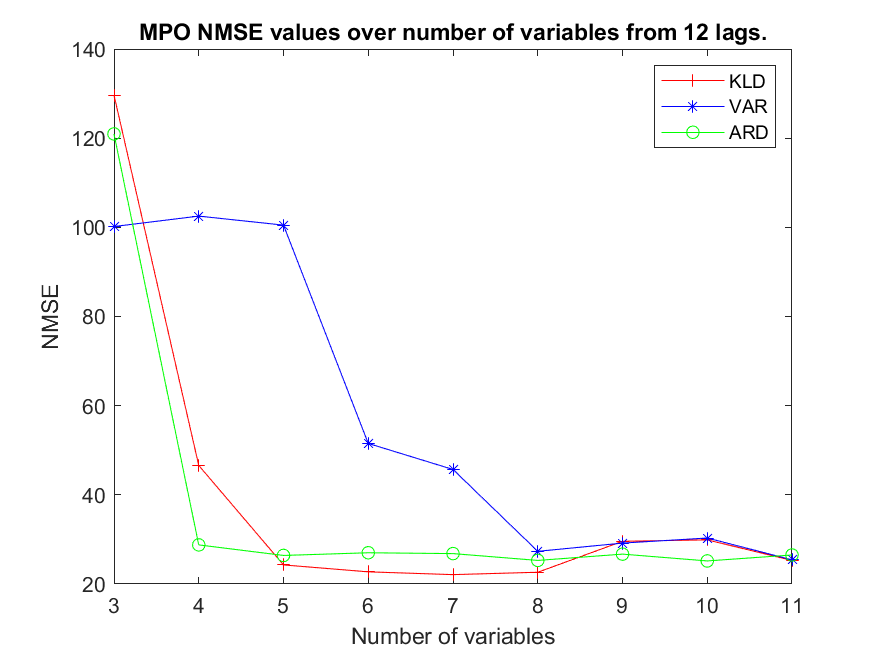 MPO NMSE values over number of variables from 12 lags.
KLD
VAR
ARD
140
120
100
80
60
40
20
NMSE
3 4 5 6 7 8 9 10 11
Number of variables